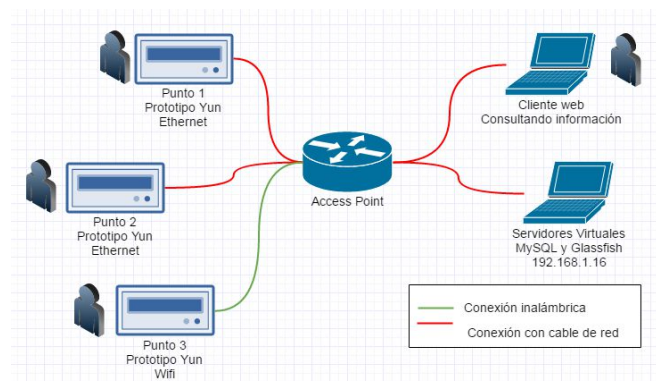 Punto 1
Prototipo Yun
Ethernet
Punto 2
Prototipo Yun
Ethernet
Punto 3
Prototipo Yun
Wifi
Access Point
Cliente web
Consultando información
Servidores Virtuales
MySQL y Glassfish
192.168.1.16
Conexión inalámbrica
Conexión con cable de red